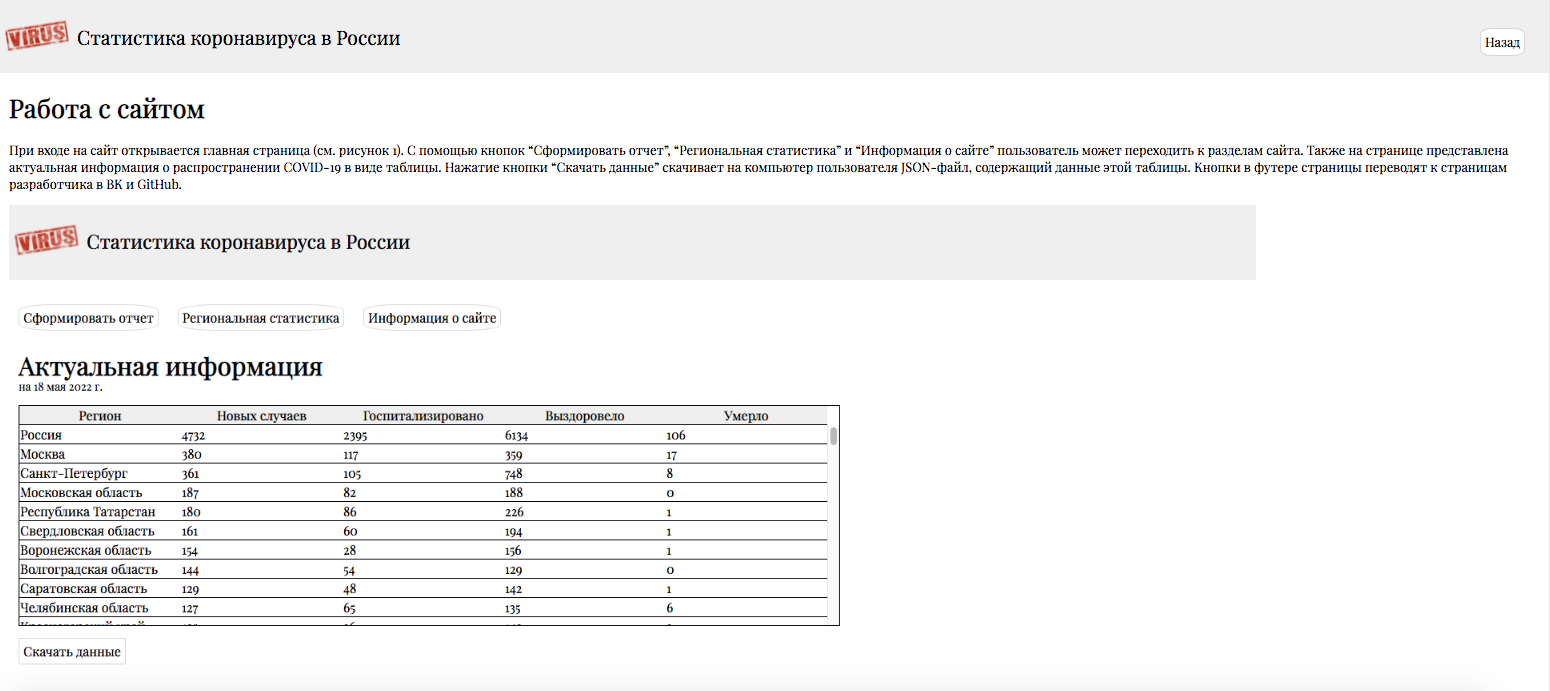 VIRUS Статистика коронавируса в России
Назад
Работа с сайтом
При входе на сайт открывается главная страница (см. рисунок 1). С помощью кнопок “Сформировать отчет”, “Региональная статистика” и “Информация о сайте” пользователь может переходить к разделам сайта. Также на странице представлена
актуальная информация о распространении COVID-19 в виде таблицы. Нажатие кнопки “Скачать данные” скачивает на компьютер пользователя JSON-файл, содержащий данные этой таблицы. Кнопки в футере страницы переводят к страницам
разработчика в ВК и GitHub.
VIRUS Статистика коронавируса в России
Сформировать отчет Региональная статистика Информация о сайте
Актуальная информация
на 18 мая 2022 г.
Регион Новых случаев Госпитализировано Выздоровело Умерло
Россия 4732 2395 6134 106
Москва 380 117 359 17
Санкт-Петербург 361 105 748 8
Московская область 187 82 188 0
Республика Татарстан 180 86 226 1
Свердловская область 161 60 194 1
Воронежская область 154 28 156 1
Волгоградская область 144 54 129 0
Саратовская область 129 48 142 1
Челябинская область 127 65 135 6
Скачать данные